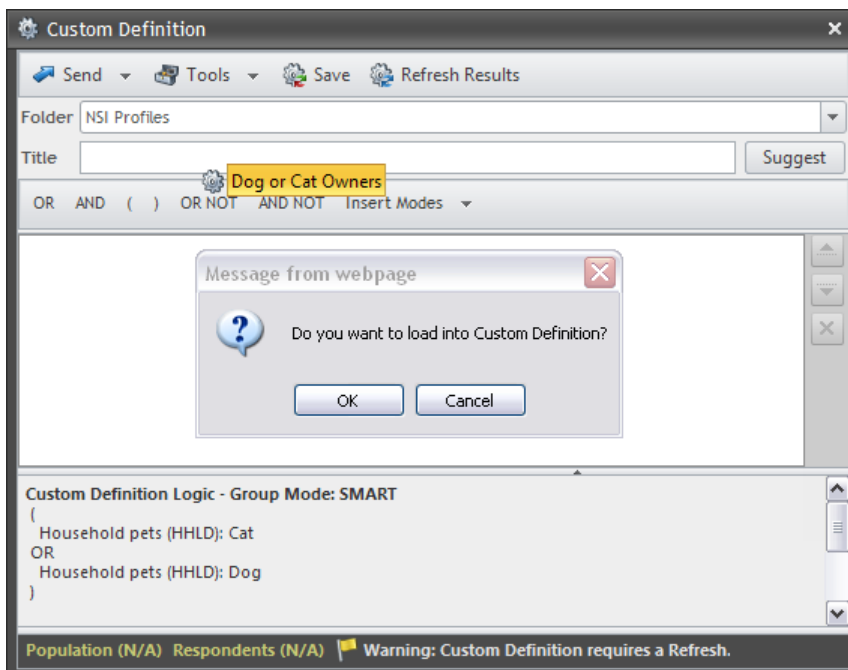 Custom Definition
Send Tools Save Refresh Results
Folder NSI Profiles
Title Suggest
Dog or Cat Owners
OR AND ( ) OR NOT AND NOT Insert Modes
Message from webpage
Do you want to load into Custom Definition?
OK Cancel
Custom Definition Logic - Group Mode: SMART
(
Household pets (HHLD): Cat
OR
Household pets (HHLD): Dog
)
Population (N/A) Respondents (N/A) Warning: Custom Definition requires a Refresh.